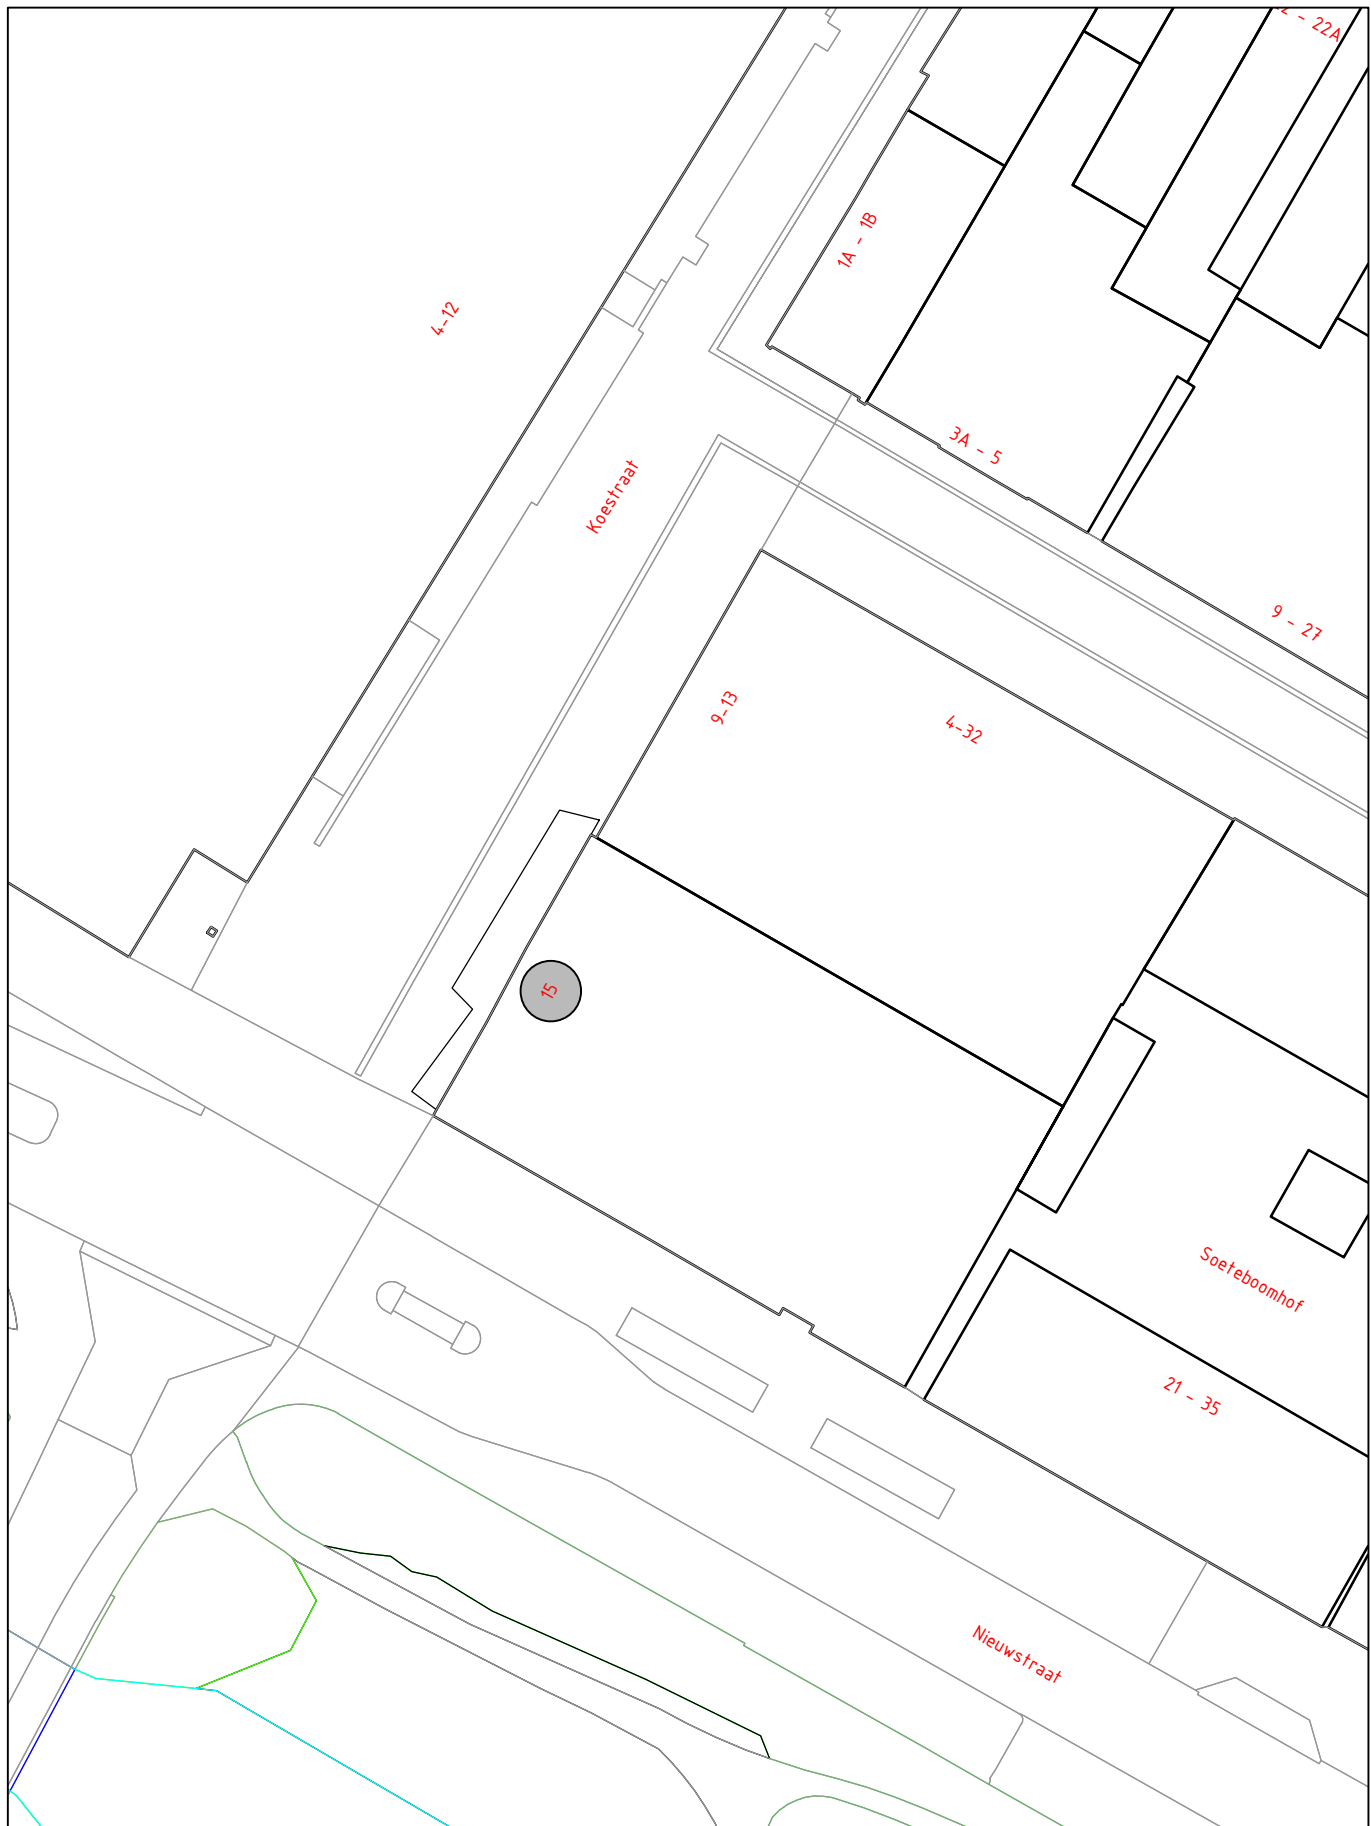 2 - 22A
1A - 1B
4-12
3A - 5
Koestraat
9 - 27
9-13
4-32
15
Soeteboomhof
21 - 35
Nieuwstraat